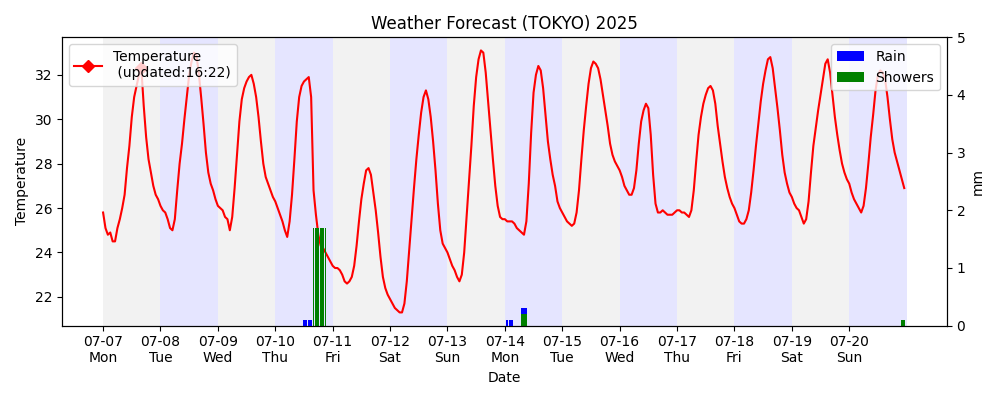 Weather Forecast (TOKYO) 2025
Temperature
(updated:16:22)
Rain
Showers
Temperature
32
30
28
26
24
22
5
4
3
2
1
0
mm
07-07 07-08 07-09 07-10 07-11 07-12 07-13 07-14 07-15 07-16 07-17 07-18 07-19 07-20
Mon Tue Wed Thu Fri Sat Sun Mon Tue Wed Thu Fri Sat Sun
Date